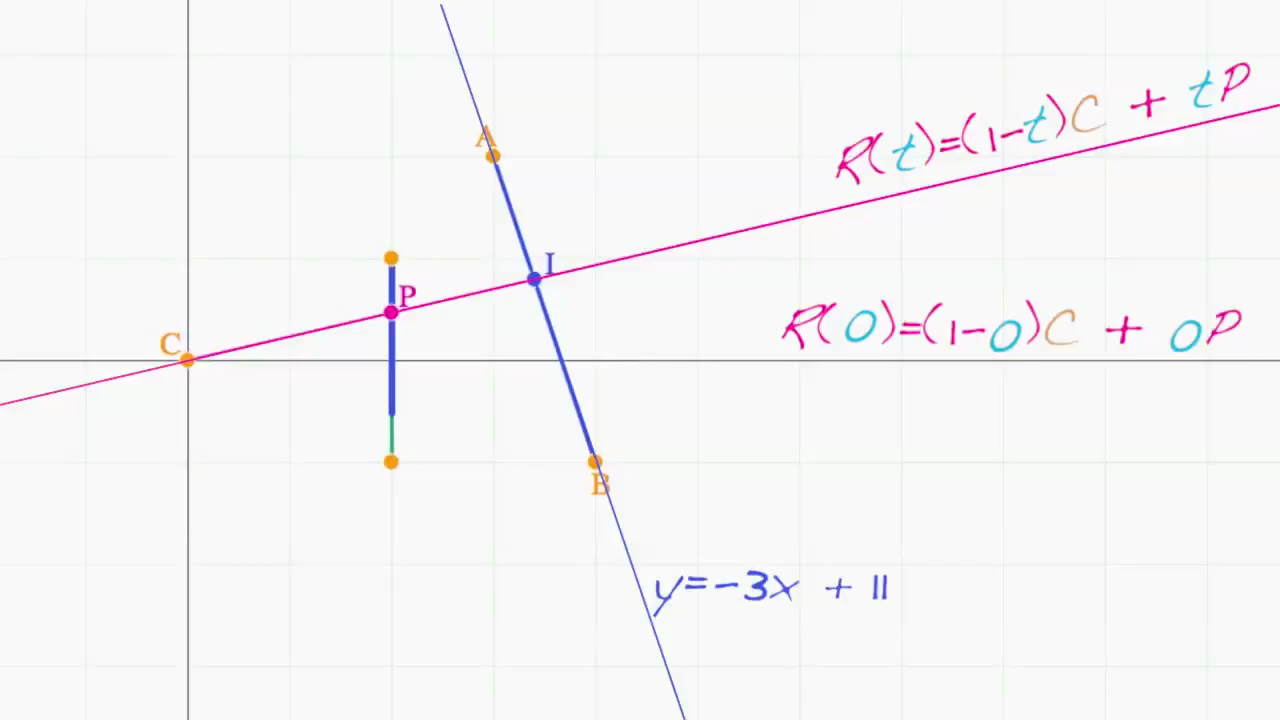 R(t)=(1-t)C + tP
A
I
P
R(0)=(1-0)C + 0P
C
B
y=-3x + 11